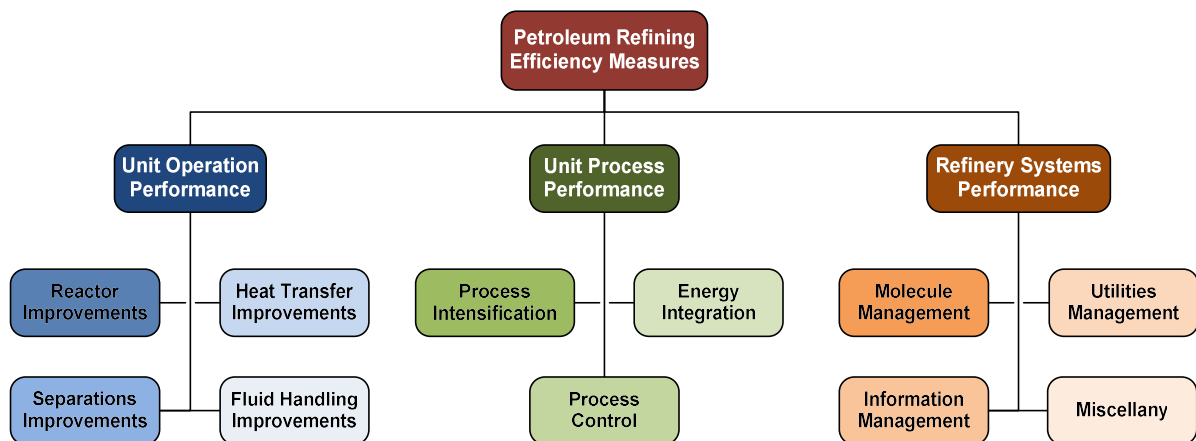 Petroleum Refining
Efficiency Measures
Unit Operation
Performance
Unit Process
Performance
Refinery Systems
Performance
Reactor
Improvements
Heat Transfer
Improvements
Process
Intensification
Energy
Integration
Molecule
Management
Utilities
Management
Separations
Improvements
Fluid Handling
Improvements
Process
Control
Information
Management
Miscellany